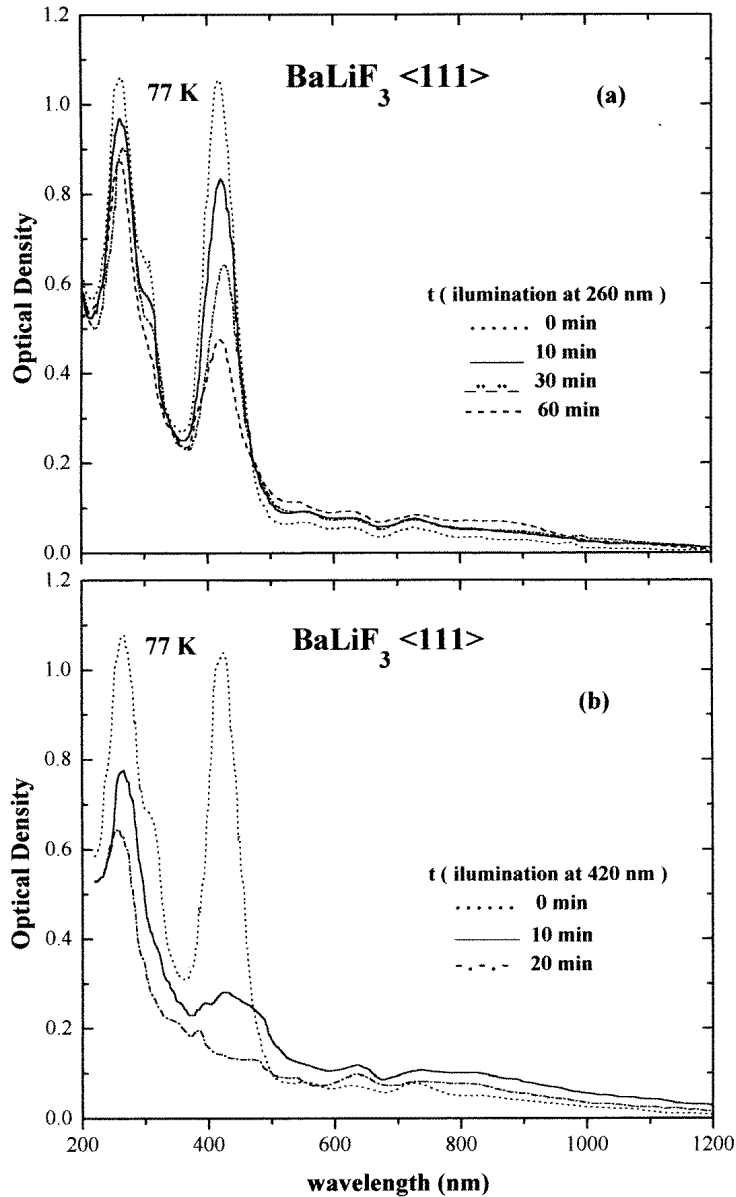 1.2
1.0
0.8
0.6
0.4
0.2
0.0
Optical Density
77 K
BaLiF3 <111>
(a)
t ( ilumination at 260 nm )
0 min
10 min
30 min
60 min
1.2
1.0
0.8
0.6
0.4
0.2
0.0
Optical Density
77 K
BaLiF3 <111>
(b)
t ( ilumination at 420 nm )
0 min
10 min
20 min
200 400 600 800 1000 1200
wavelength (nm)